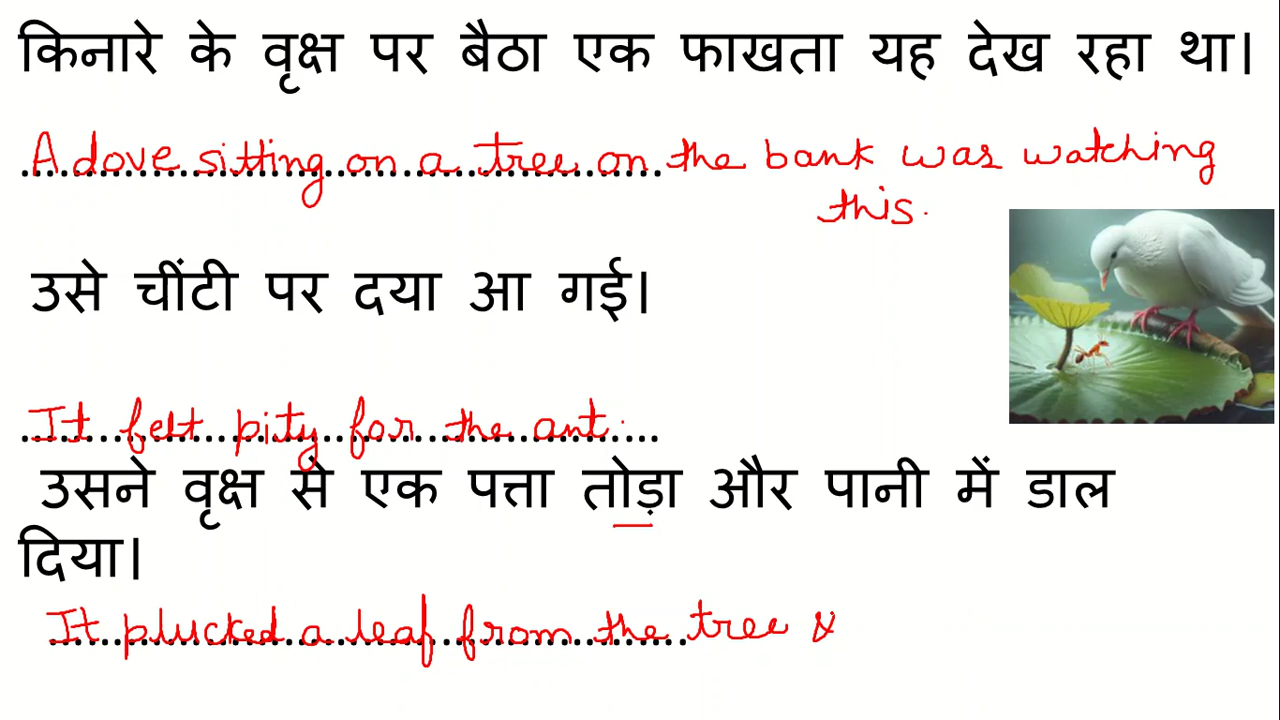 किनारे के वृक्ष पर बैठा एक फाखता यह देख रहा था।
A dove sitting on a tree on the bank was watching
this.
उसे चींटी पर दया आ गई।
It felt pity for the ant.
उसने वृक्ष से एक पत्ता तोड़ा और पानी में डाल
दिया।
It plucked a leaf from the tree &